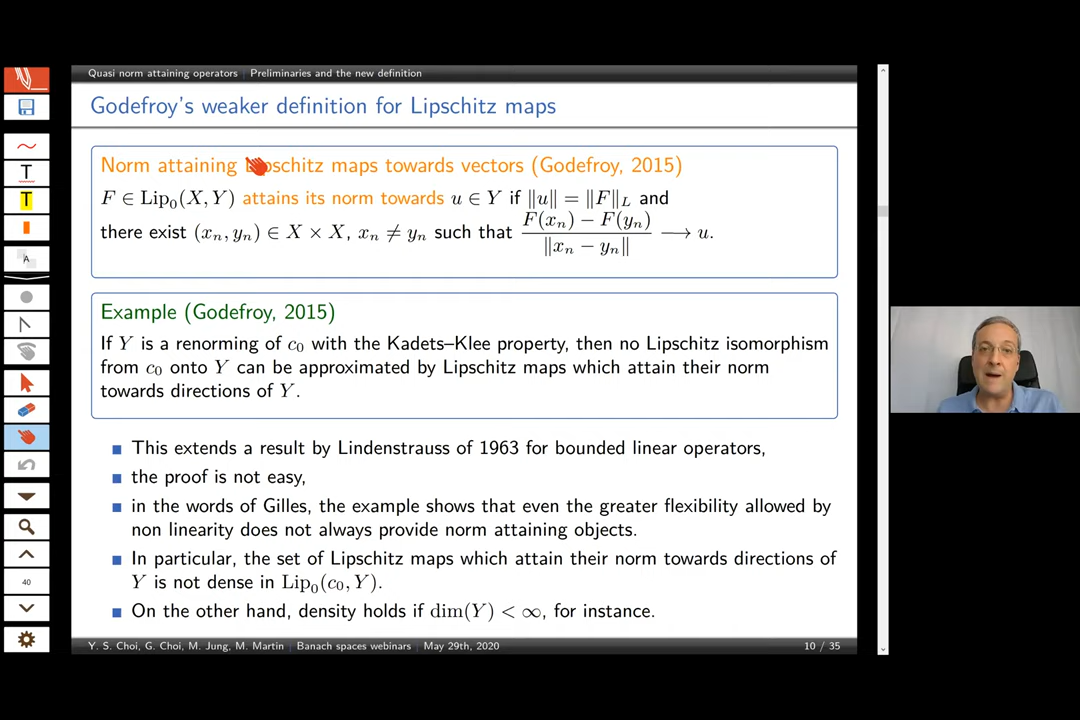 Quasi norm attaining operators | Preliminaries and the new definition
Godefroy's weaker definition for Lipschitz maps
Norm attaining Lipschitz maps towards vectors (Godefroy, 2015)
F ∈ Lip₀(X, Y) attains its norm towards u ∈ Y if ‖u‖ = ‖F‖_L and
there exist (xₙ, yₙ) ∈ X × X, xₙ ≠ yₙ such that (F(xₙ) − F(yₙ)) / ‖xₙ − yₙ‖ ⟶ u.
Example (Godefroy, 2015)
If Y is a renorming of c₀ with the Kadets–Klee property, then no Lipschitz isomorphism
from c₀ onto Y can be approximated by Lipschitz maps which attain their norm
towards directions of Y.
This extends a result by Lindenstrauss of 1963 for bounded linear operators,
the proof is not easy,
in the words of Gilles, the example shows that even the greater flexibility allowed by
non linearity does not always provide norm attaining objects.
In particular, the set of Lipschitz maps which attain their norm towards directions of
Y is not dense in Lip₀(c₀, Y).
On the other hand, density holds if dim(Y) < ∞, for instance.
Y. S. Choi, G. Choi, M. Jung, M. Martin | Banach spaces webinars | May 29th, 2020
10 / 35
T
T
A
40